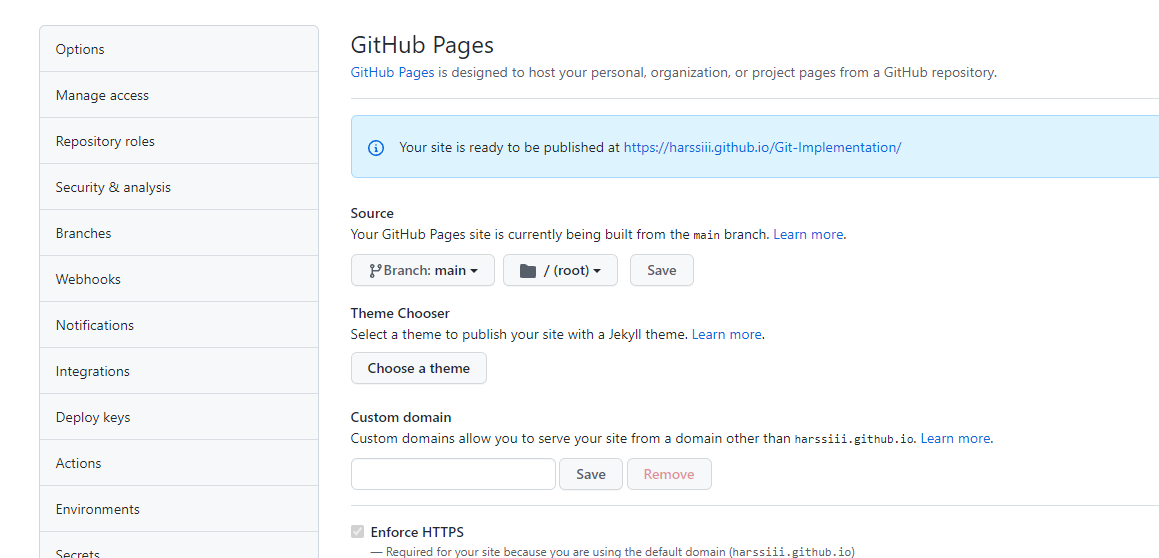 Options
Manage access
Repository roles
Security & analysis
Branches
Webhooks
Notifications
Integrations
Deploy keys
Actions
Environments
Secrets
GitHub Pages
GitHub Pages is designed to host your personal, organization, or project pages from a GitHub repository.
Your site is ready to be published at https://harssiii.github.io/Git-Implementation/
Source
Your GitHub Pages site is currently being built from the main branch. Learn more.
Branch: main / (root) Save
Theme Chooser
Select a theme to publish your site with a Jekyll theme. Learn more.
Choose a theme
Custom domain
Custom domains allow you to serve your site from a domain other than harssiii.github.io. Learn more.
Save Remove
Enforce HTTPS
— Required for your site because you are using the default domain (harssiii.github.io)